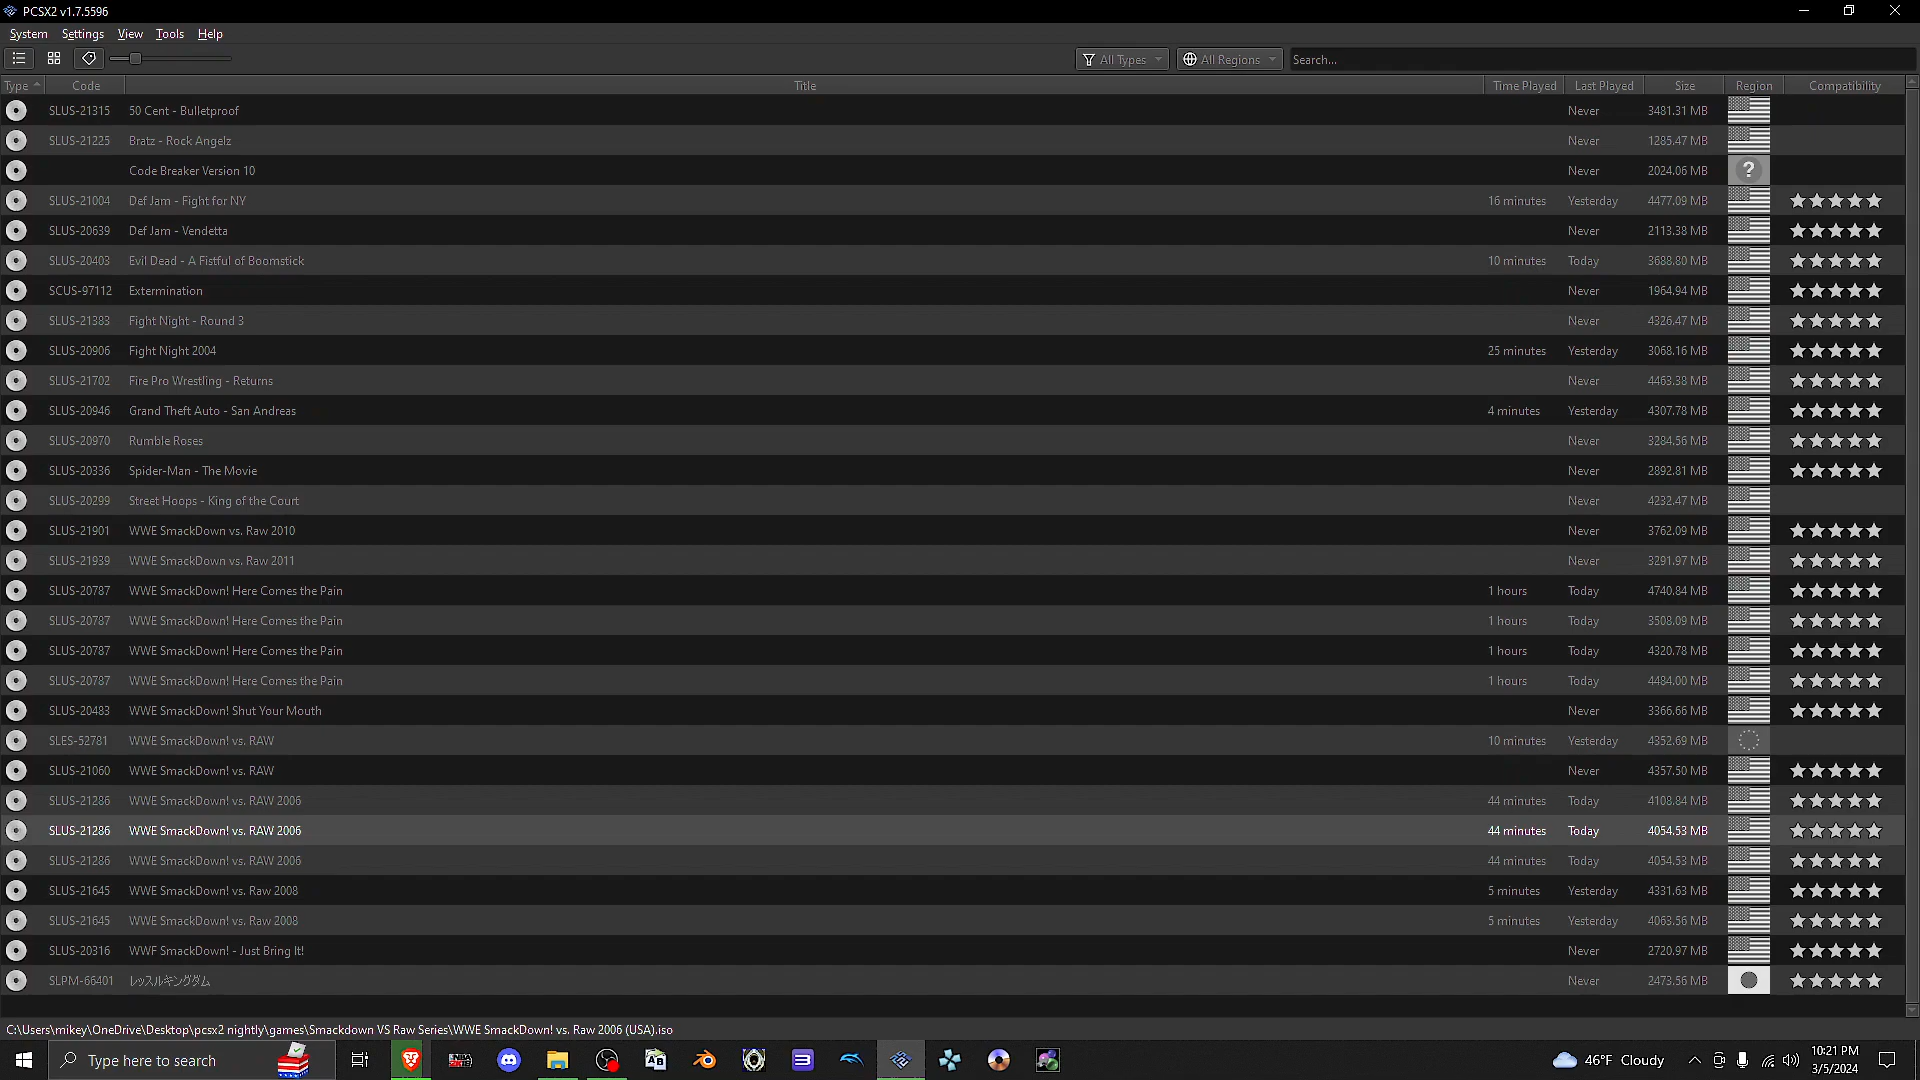 PCSX2 v1.7.5596
System Settings View Tools Help
All Types All Regions Search...
Type Code Title Time Played Last Played Size Region Compatibility
SLUS-21315 50 Cent - Bulletproof Never 3481.31 MB
SLUS-21225 Bratz - Rock Angelz Never 1285.47 MB
Code Breaker Version 10 Never 2024.06 MB ?
SLUS-21004 Def Jam - Fight for NY 16 minutes Yesterday 4477.09 MB
SLUS-20639 Def Jam - Vendetta Never 2113.38 MB
SLUS-20403 Evil Dead - A Fistful of Boomstick 10 minutes Today 3688.80 MB
SCUS-97112 Extermination Never 1964.94 MB
SLUS-21383 Fight Night - Round 3 Never 4326.47 MB
SLUS-20906 Fight Night 2004 25 minutes Yesterday 3068.16 MB
SLUS-21702 Fire Pro Wrestling - Returns Never 4463.38 MB
SLUS-20946 Grand Theft Auto - San Andreas 4 minutes Yesterday 4307.78 MB
SLUS-20970 Rumble Roses Never 3284.56 MB
SLUS-20336 Spider-Man - The Movie Never 2892.81 MB
SLUS-20299 Street Hoops - King of the Court Never 4232.47 MB
SLUS-21901 WWE SmackDown vs. Raw 2010 Never 3762.09 MB
SLUS-21939 WWE SmackDown vs. Raw 2011 Never 3291.97 MB
SLUS-20787 WWE SmackDown! Here Comes the Pain 1 hours Today 4740.84 MB
SLUS-20787 WWE SmackDown! Here Comes the Pain 1 hours Today 3508.09 MB
SLUS-20787 WWE SmackDown! Here Comes the Pain 1 hours Today 4320.78 MB
SLUS-20787 WWE SmackDown! Here Comes the Pain 1 hours Today 4484.00 MB
SLUS-20483 WWE SmackDown! Shut Your Mouth Never 3366.66 MB
SLES-52781 WWE SmackDown! vs. RAW 10 minutes Yesterday 4352.69 MB
SLUS-21060 WWE SmackDown! vs. RAW Never 4357.50 MB
SLUS-21286 WWE SmackDown! vs. RAW 2006 44 minutes Today 4108.84 MB
SLUS-21286 WWE SmackDown! vs. RAW 2006 44 minutes Today 4054.53 MB
SLUS-21286 WWE SmackDown! vs. RAW 2006 44 minutes Today 4054.53 MB
SLUS-21645 WWE SmackDown! vs. Raw 2008 5 minutes Yesterday 4331.63 MB
SLUS-21645 WWE SmackDown! vs. Raw 2008 5 minutes Yesterday 4063.56 MB
SLUS-20316 WWF SmackDown! - Just Bring It! Never 2720.97 MB
SLPM-66401 レッスルキングダム Never 2473.56 MB
C:\Users\mikey\OneDrive\Desktop\pcsx2 nightly\games\Smackdown VS Raw Series\WWE SmackDown! vs. Raw 2006 (USA).iso
Type here to search 46°F Cloudy 10:21 PM
3/5/2024